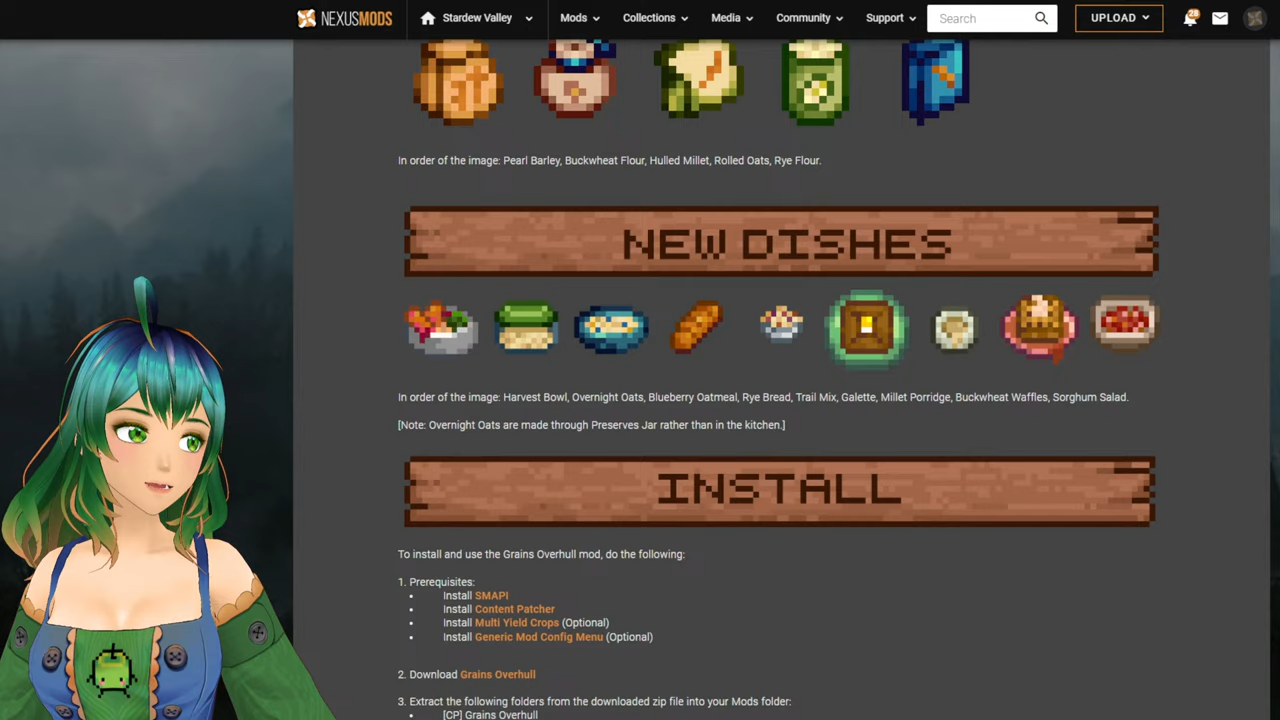 NEXUSMODS Stardew Valley Mods Collections Media Community Support Search UPLOAD 28
In order of the image: Pearl Barley, Buckwheat Flour, Hulled Millet, Rolled Oats, Rye Flour.
NEW DISHES
In order of the image: Harvest Bowl, Overnight Oats, Blueberry Oatmeal, Rye Bread, Trail Mix, Galette, Millet Porridge, Buckwheat Waffles, Sorghum Salad.
[Note: Overnight Oats are made through Preserves Jar rather than in the kitchen.]
INSTALL
To install and use the Grains Overhull mod, do the following:
1. Prerequisites:
• Install SMAPI
• Install Content Patcher
• Install Multi Yield Crops (Optional)
• Install Generic Mod Config Menu (Optional)
2. Download Grains Overhull
3. Extract the following folders from the downloaded zip file into your Mods folder:
• [CP] Grains Overhull